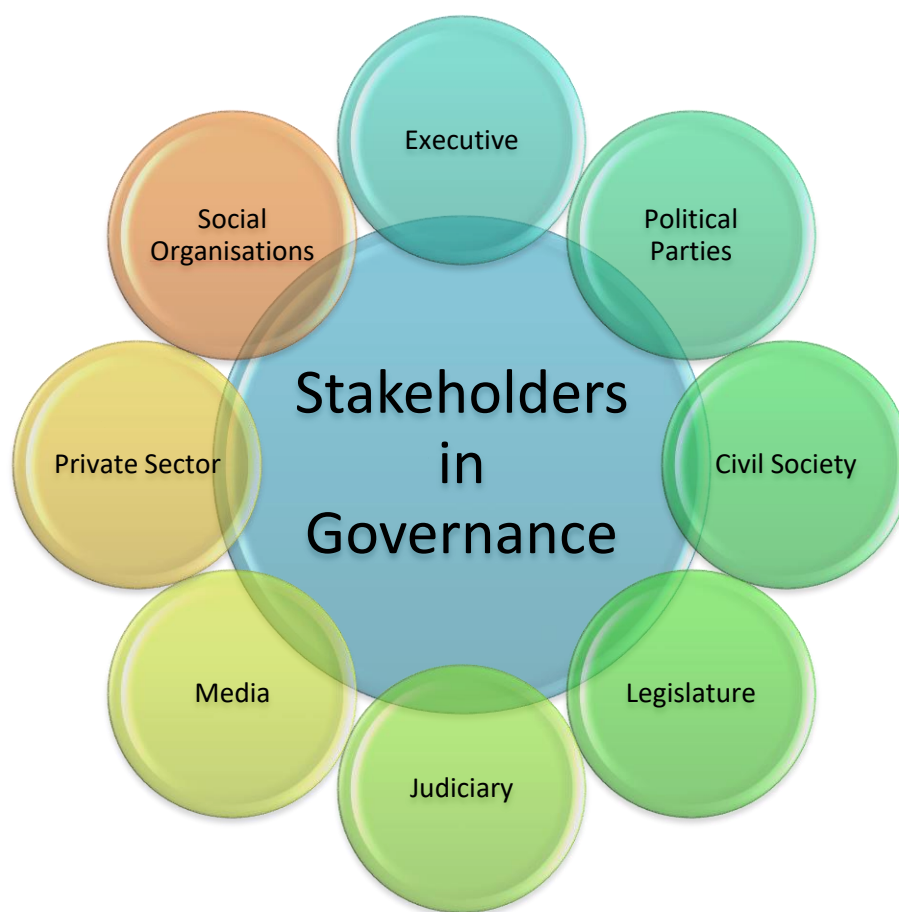 Stakeholders
in
Governance
Executive
Political
Parties
Civil Society
Legislature
Judiciary
Media
Private Sector
Social
Organisations